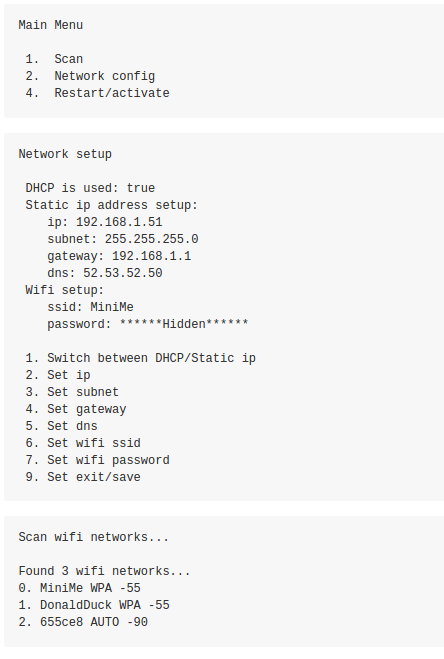 Main Menu
1. Scan
2. Network config
4. Restart/activate
Network setup
DHCP is used: true
Static ip address setup:
ip: 192.168.1.51
subnet: 255.255.255.0
gateway: 192.168.1.1
dns: 52.53.52.50
Wifi setup:
ssid: MiniMe
password: ******Hidden******
1. Switch between DHCP/Static ip
2. Set ip
3. Set subnet
4. Set gateway
5. Set dns
6. Set wifi ssid
7. Set wifi password
9. Set exit/save
Scan wifi networks...
Found 3 wifi networks...
0. MiniMe WPA -55
1. DonaldDuck WPA -55
2. 655ce8 AUTO -90